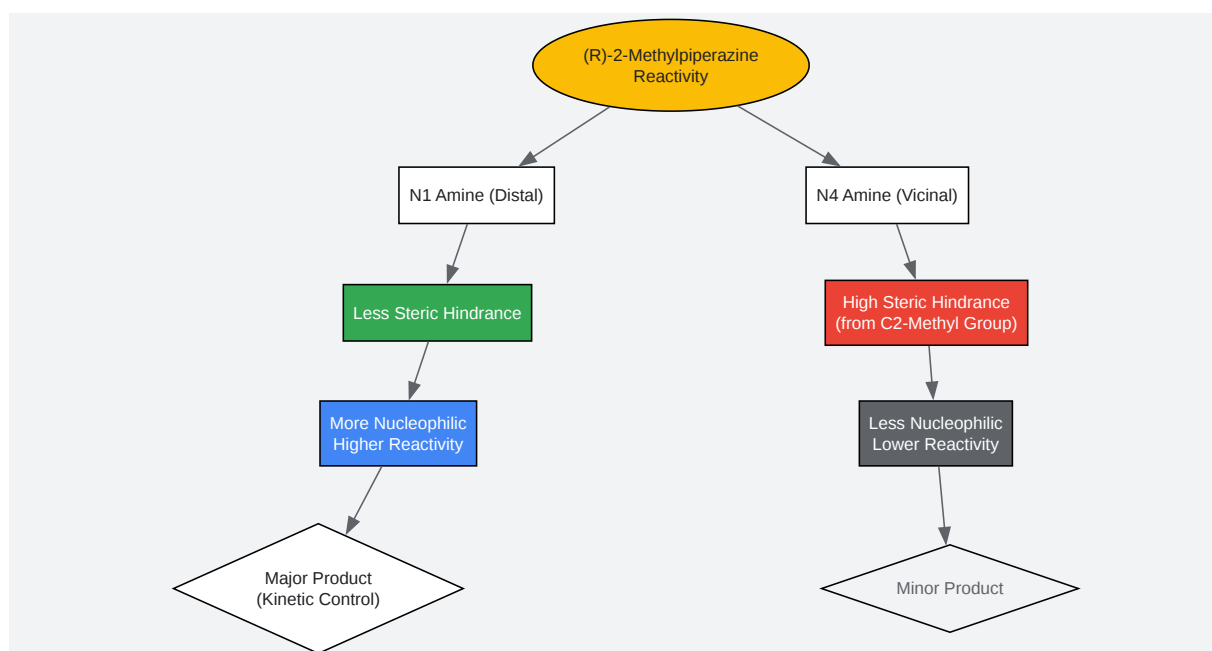 (R)-2-Methylpiperazine
Reactivity
N1 Amine (Distal)
N4 Amine (Vicinal)
Less Steric Hindrance
High Steric Hindrance
(from C2-Methyl Group)
More Nucleophilic
Higher Reactivity
Less Nucleophilic
Lower Reactivity
Major Product
(Kinetic Control)
Minor Product